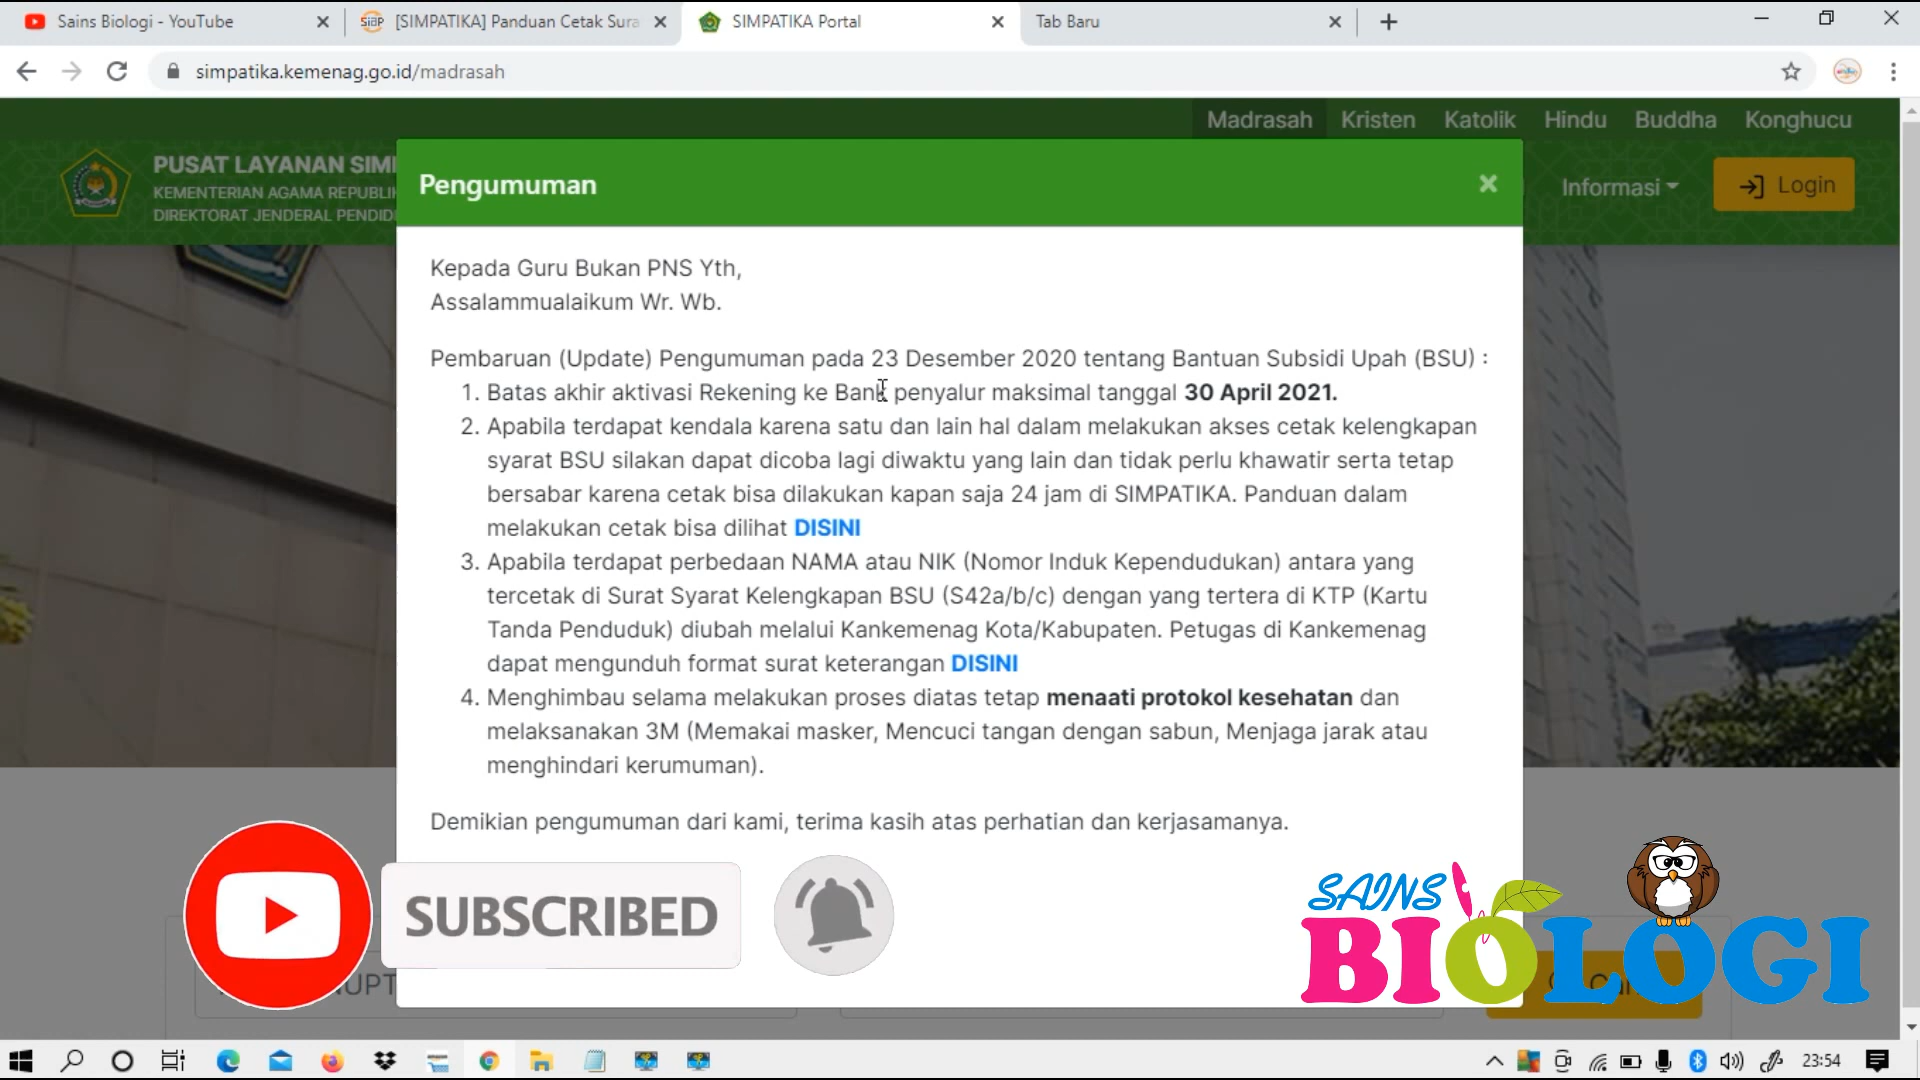 Sains Biologi - YouTube
[SIMPATIKA] Panduan Cetak Sura
SIMPATIKA Portal
Tab Baru
simpatika.kemenag.go.id/madrasah
Madrasah Kristen Katolik Hindu Buddha Konghucu
PUSAT LAYANAN SIM
KEMENTERIAN AGAMA REPUBLIK
DIREKTORAT JENDERAL PENDIDI
Informasi
Login
Pengumuman
Kepada Guru Bukan PNS Yth,
Assalammualaikum Wr. Wb.
Pembaruan (Update) Pengumuman pada 23 Desember 2020 tentang Bantuan Subsidi Upah (BSU) :
1. Batas akhir aktivasi Rekening ke Bank penyalur maksimal tanggal 30 April 2021.
2. Apabila terdapat kendala karena satu dan lain hal dalam melakukan akses cetak kelengkapan
syarat BSU silakan dapat dicoba lagi diwaktu yang lain dan tidak perlu khawatir serta tetap
bersabar karena cetak bisa dilakukan kapan saja 24 jam di SIMPATIKA. Panduan dalam
melakukan cetak bisa dilihat DISINI
3. Apabila terdapat perbedaan NAMA atau NIK (Nomor Induk Kependudukan) antara yang
tercetak di Surat Syarat Kelengkapan BSU (S42a/b/c) dengan yang tertera di KTP (Kartu
Tanda Penduduk) diubah melalui Kankemenag Kota/Kabupaten. Petugas di Kankemenag
dapat mengunduh format surat keterangan DISINI
4. Menghimbau selama melakukan proses diatas tetap menaati protokol kesehatan dan
melaksanakan 3M (Memakai masker, Mencuci tangan dengan sabun, Menjaga jarak atau
menghindari kerumuman).
Demikian pengumuman dari kami, terima kasih atas perhatian dan kerjasamanya.
SUBSCRIBED
SAINS
BIOLOGI
23:54